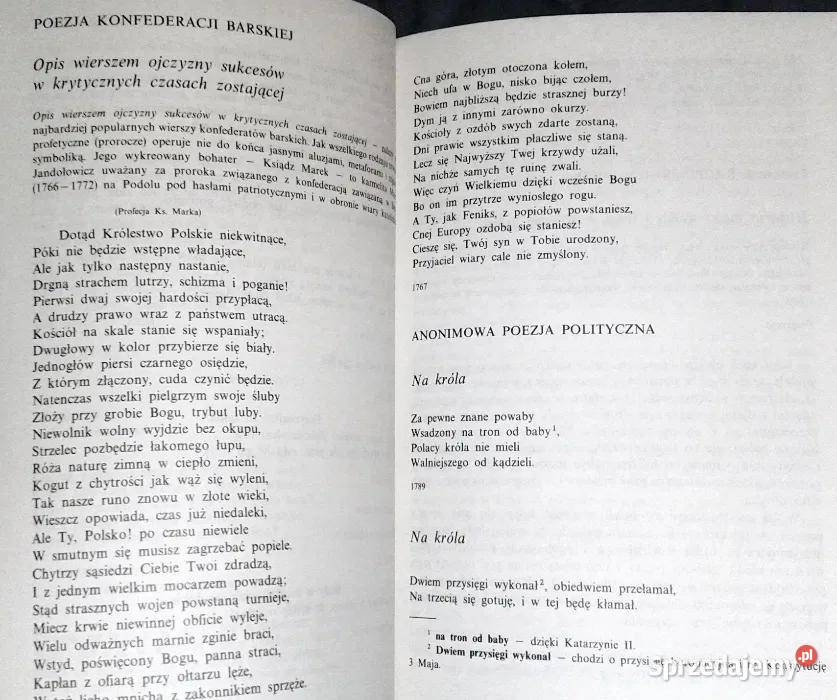 POEZJA KONFEDERACJI BARSKIEJ
Opis wierszem ojczyzny sukcesów
w krytycznych czasach zostającej
Opis wierszem ojczyzny sukcesów w krytycznych czasach zostającej —
najbardziej popularnych wierszy konfederatów barskich. Jak wszelkiego
profetyczne (prorocze) operuje nie do końca jasnymi aluzjami, metaforami i
symboliką. Jego wykreowany bohater — Ksiądz Marek — to karmelita
Jandołowicz uważany za proroka związanego z konfederacją zawiązaną w
(1766—1772) na Podolu pod hasłami patriotycznymi i w obronie wiary
(Profecja Ks. Marka)
Dotąd Królestwo Polskie niekwitnące,
Póki nie będzie wstępne władające,
Ale jak tylko następny nastanie,
Drgną strachem lutrzy, schizma i poganie!
Pierwsi dwaj swojej hardości przypłacą,
A drudzy prawo wraz z państwem utracą.
Kościół na skale stanie się wspaniały;
Dwugłowy w kolor przybierze się biały.
Jednogłów piersi czarnego osiędzie,
Z którym złączony, cuda czynić będzie.
Natenczas wszelki pielgrzym swoje śluby
Złoży przy grobie Bogu, trybut luby.
Niewolnik wolny wyjdzie bez okupu,
Strzelec pozbędzie łakomego łupu,
Róża naturę zimną w ciepło zmieni,
Kogut z chytrości jak wąż się wyleni,
Tak nasze runo znowu w złote wieki,
Wieszcz opowiada, czas już niedaleki,
Ale Ty, Polsko! po czasu niewiele
W smutnym się musisz zagrzebać popiele.
Chytrzy sąsiedzi Ciebie Twoi zdradzą,
I z jednym wielkim mocarzem powadzą;
Stąd strasznych wojen powstaną turnieje,
Miecz krwie niewinnej obficie wyleje,
Wielu odważnych marnie zginie braci,
Wstyd, poświęcony Bogu, panna straci,
Kapłan z ofiarą przy ołtarzu lęże,
mnicha z zakonnikiem sprzęże.
Cna góra, złotym otoczona kołem,
Niech ufa w Bogu, nisko bijąc czołem,
Bowiem najbliższą będzie strasznej burzy!
Dym ją z innymi zarówno okurzy.
Kościoły z ozdób swych zdarte zostaną,
Dni prawie wszystkim płaczliwe się staną.
Lecz się Najwyższy Twej krzywdy użali,
Na nichże samych tę ruinę zwali.
Więc czyń Wielkiemu dzięki wcześnie Bogu
Bo on im przytrze wyniosłego rogu.
A Ty, jak Feniks, z popiołów powstaniesz,
Cnej Europy ozdobą się staniesz!
Cieszę się, Twój syn w Tobie urodzony,
Przyjaciel wiary cale nie zmyślony.
1767
ANONIMOWA POEZJA POLITYCZNA
Na króla
Za pewne znane powaby
Wsadzony na tron od baby¹,
Polacy króla nie mieli
Walniejszego od kądzieli.
1789
Na króla
Dwiem przysięgi wykonał², obiedwiem przełamał,
Na trzecią się gotuję, i w tej będę kłamał.
¹ na tron od baby — dzięki Katarzynie II.
² Dwiem przysięgi wykonał — chodzi o przysi
3 Maja.
Sprzedajemy.pl